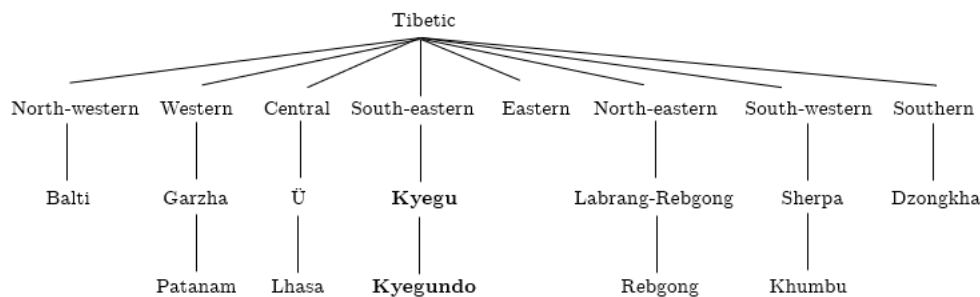 Tibetic
North-western Western Central South-eastern Eastern North-eastern South-western Southern
Balti Garzha Ü Kyegu Labrang-Rebgong Sherpa Dzongkha
Patanam Lhasa Kyegundo Rebgong Khumbu